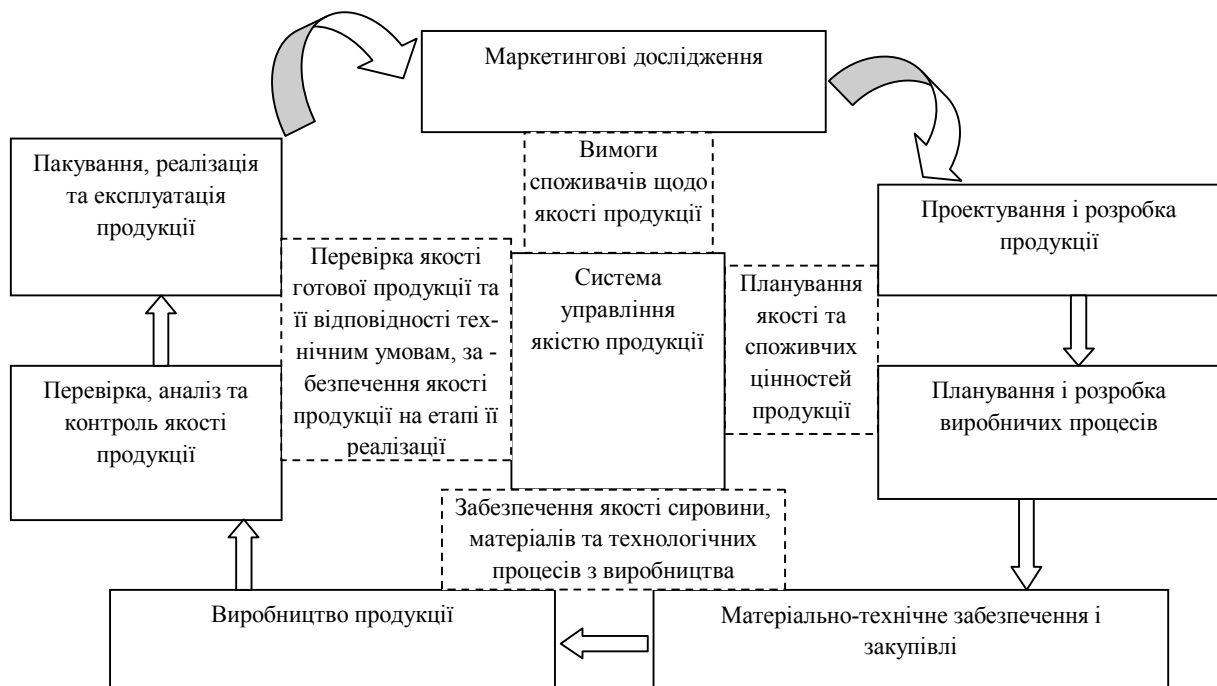 Маркетингові дослідження
Вимоги
споживачів щодо
якості продукції
Пакування, реалізація
та експлуатація
продукції
Проектування і розробка
продукції
Перевірка якості
готової продукції та
її відповідності тех-
нічним умовам, за -
безпечення якості
продукції на етапі її
реалізації
Система
управління
якістю продукції
Планування
якості та
споживчих
цінностей
продукції
Перевірка, аналіз та
контроль якості
продукції
Планування і розробка
виробничих процесів
Забезпечення якості сировини,
матеріалів та технологічних
процесів з виробництва
Виробництво продукції
Матеріально-технічне забезпечення і
закупівлі